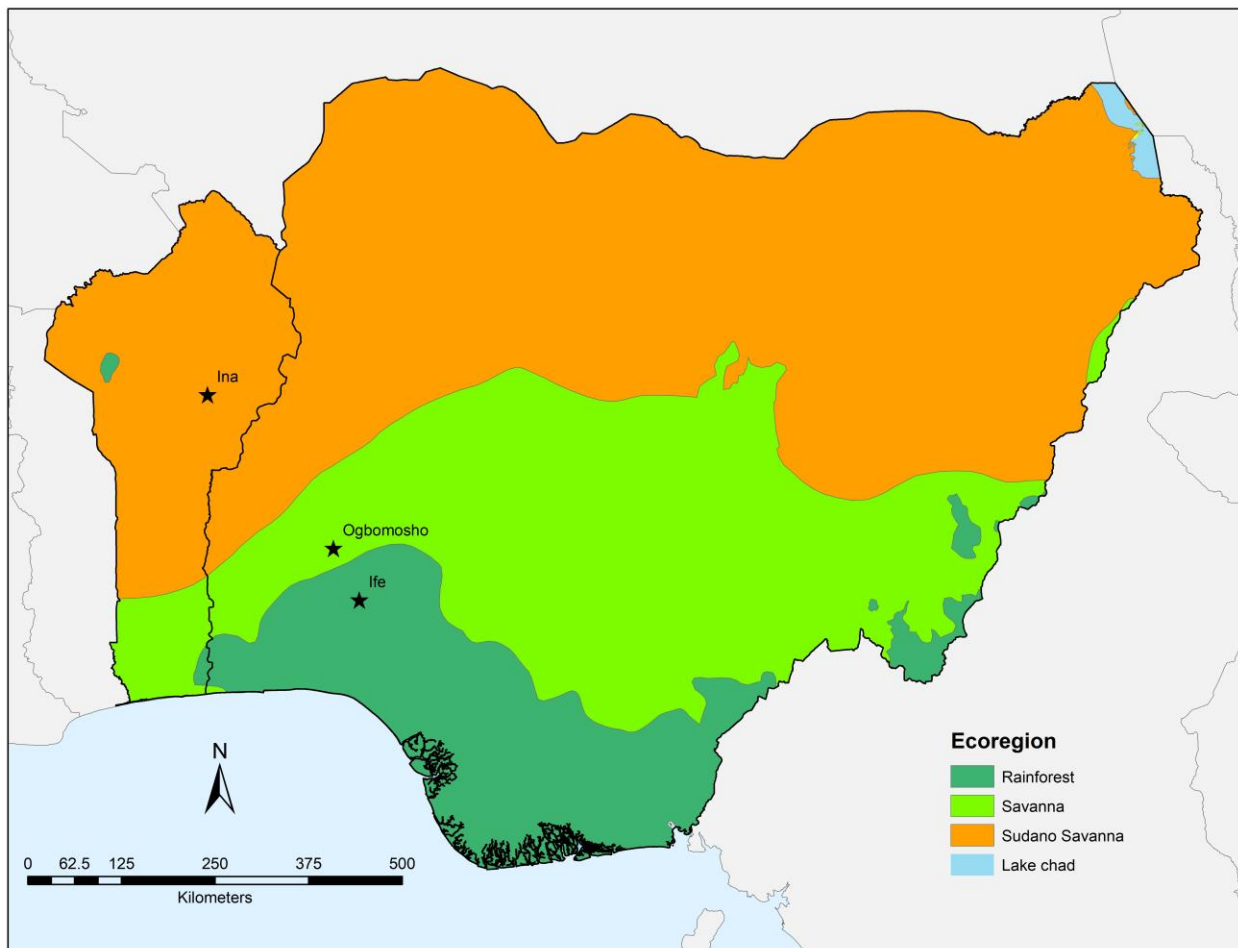 Ina
Ogbomosho
Ife
N
0 62.5 125 250 375 500
Kilometers
Ecoregion
Rainforest
Savanna
Sudano Savanna
Lake chad